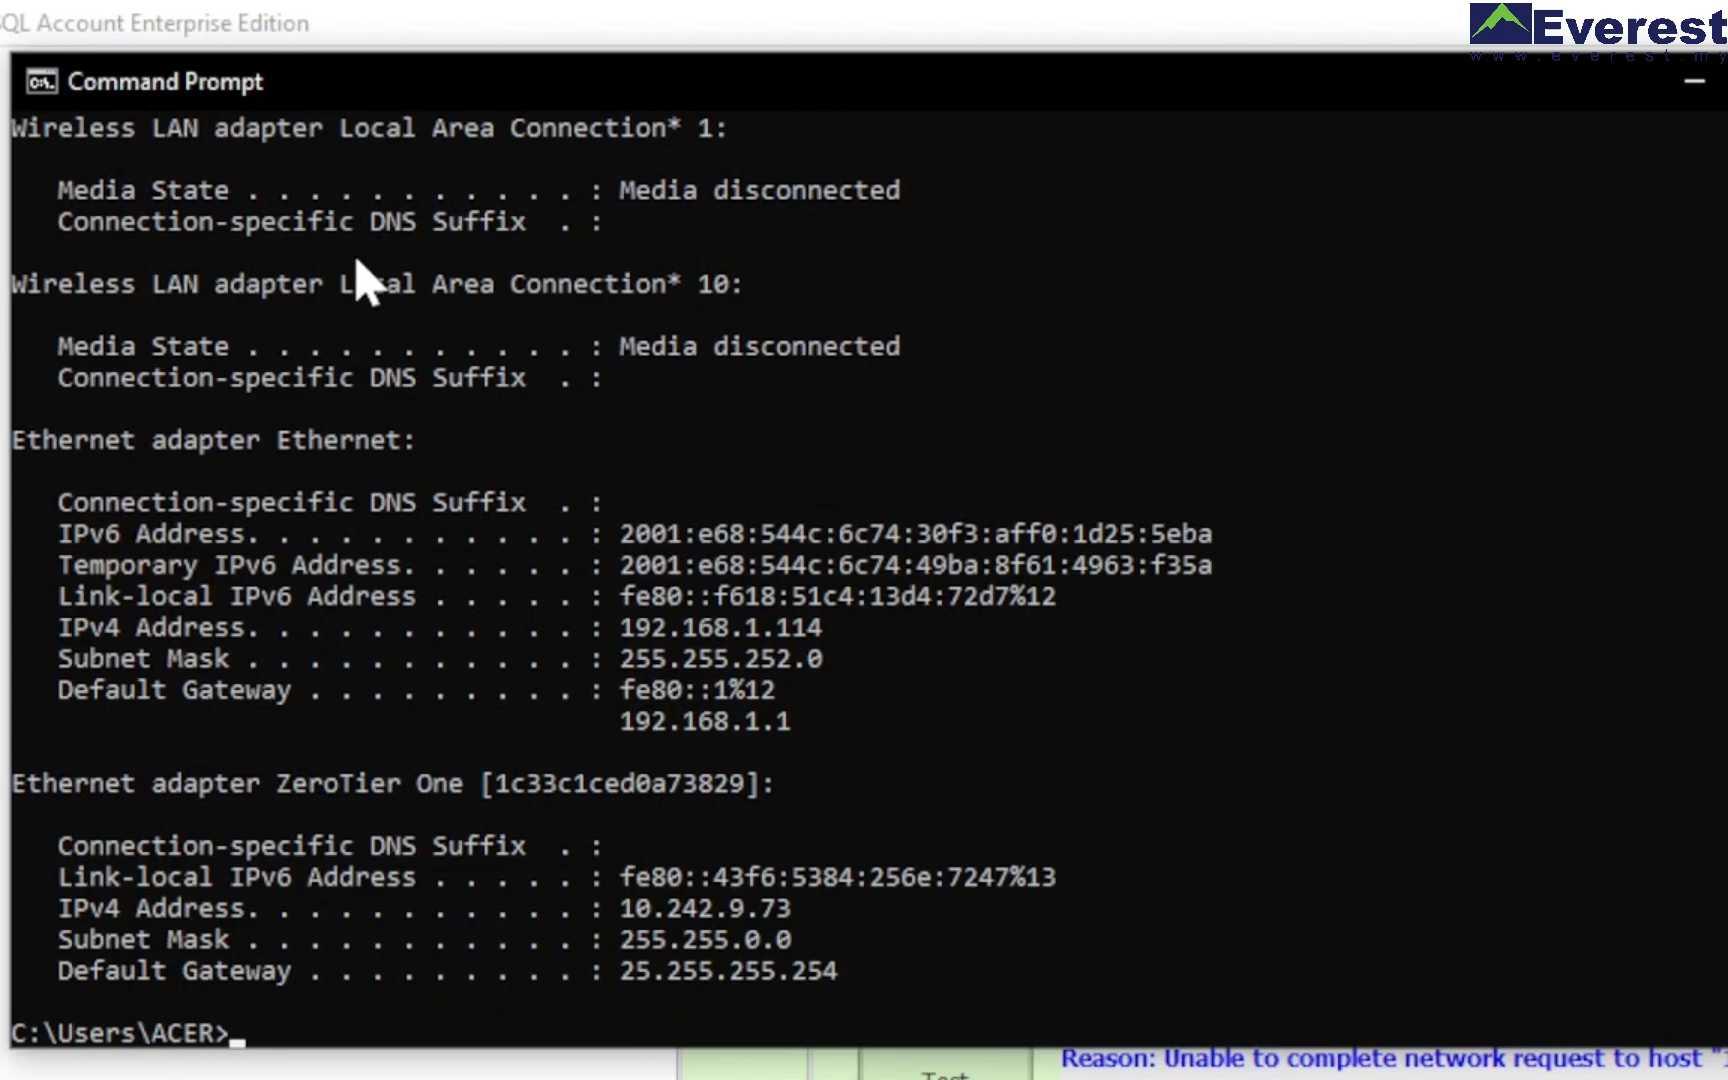 QL Account Enterprise Edition
Everest
www.everest.my
Command Prompt
Wireless LAN adapter Local Area Connection* 1:
Media State . . . . . . . . . . . : Media disconnected
Connection-specific DNS Suffix  . :
Wireless LAN adapter Local Area Connection* 10:
Media State . . . . . . . . . . . : Media disconnected
Connection-specific DNS Suffix  . :
Ethernet adapter Ethernet:
Connection-specific DNS Suffix  . :
IPv6 Address. . . . . . . . . . . : 2001:e68:544c:6c74:30f3:aff0:1d25:5eba
Temporary IPv6 Address. . . . . . : 2001:e68:544c:6c74:49ba:8f61:4963:f35a
Link-local IPv6 Address . . . . . : fe80::f618:51c4:13d4:72d7%12
IPv4 Address. . . . . . . . . . . : 192.168.1.114
Subnet Mask . . . . . . . . . . . : 255.255.252.0
Default Gateway . . . . . . . . . : fe80::1%12
192.168.1.1
Ethernet adapter ZeroTier One [1c33c1ced0a73829]:
Connection-specific DNS Suffix  . :
Link-local IPv6 Address . . . . . : fe80::43f6:5384:256e:7247%13
IPv4 Address. . . . . . . . . . . : 10.242.9.73
Subnet Mask . . . . . . . . . . . : 255.255.0.0
Default Gateway . . . . . . . . . : 25.255.255.254
C:\Users\ACER>
Reason: Unable to complete network request to host "